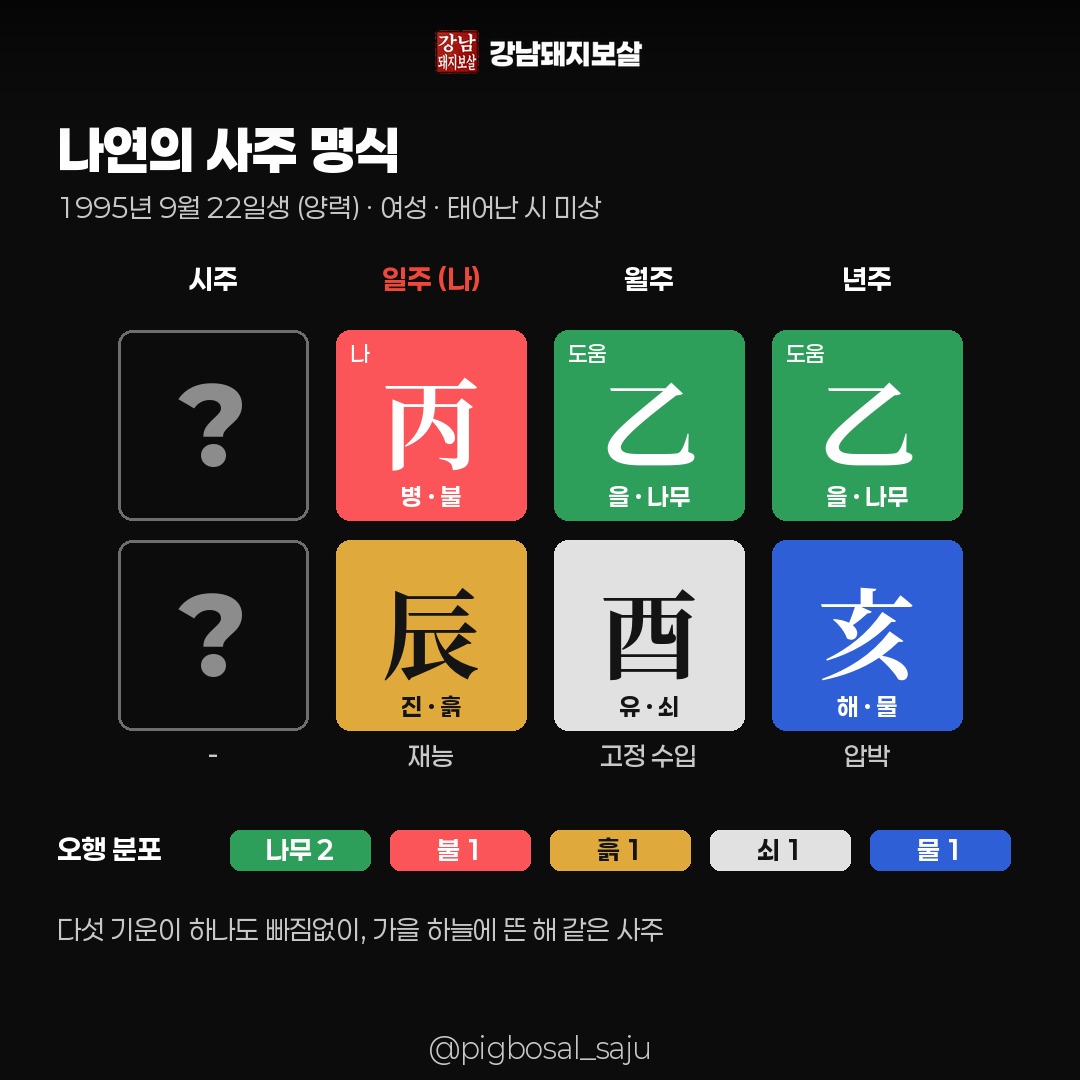 강남
돼지보살
강남돼지보살
나연의 사주 명식
1995년 9월 22일생 (양력) · 여성 · 태어난 시 미상
시주 일주 (나) 월주 년주
나 도움 도움
? 丙 乙 乙
병 · 불 을 · 나무 을 · 나무
? 辰 酉 亥
진 · 흙 유 · 쇠 해 · 물
- 재능 고정 수입 압박
오행 분포 나무 2 불 1 흙 1 쇠 1 물 1
다섯 기운이 하나도 빠짐없이, 가을 하늘에 뜬 해 같은 사주
@pigbosal_saju